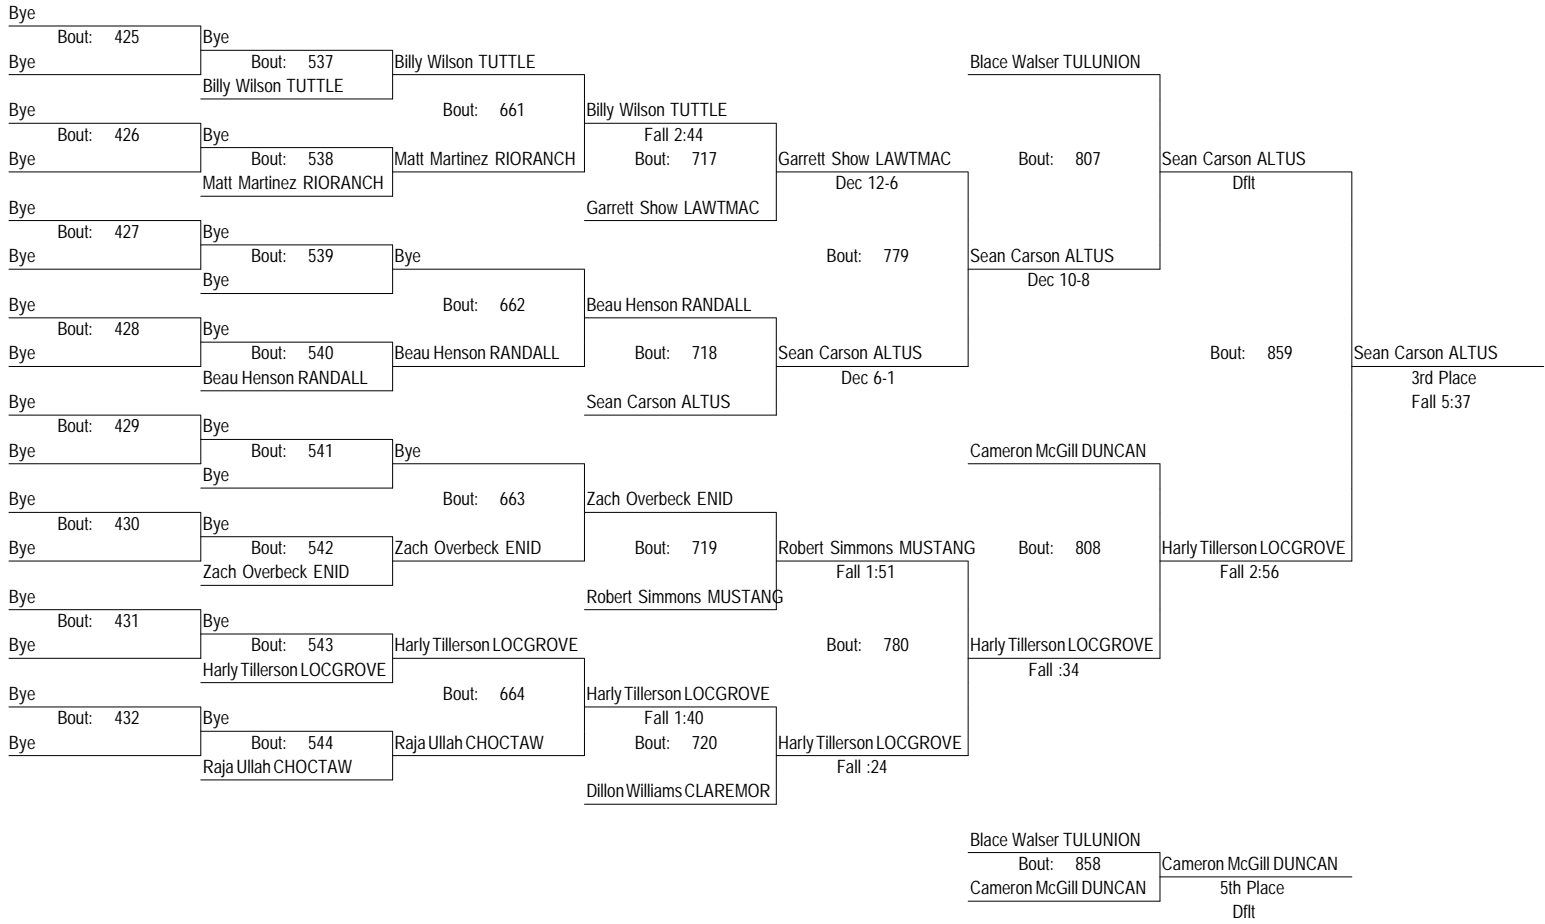 Bye
Bout: 425 Bye
Bye Bout: 537 Billy Wilson TUTTLE Blace Walser TULUNION
Billy Wilson TUTTLE
Bye Bout: 661 Billy Wilson TUTTLE
Bout: 426 Bye Fall 2:44
Bye Bout: 538 Matt Martinez RIORANCH Bout: 717 Garrett Show LAWTMAC Bout: 807 Sean Carson ALTUS
Matt Martinez RIORANCH Dec 12-6 Dflt
Bye Garrett Show LAWTMAC
Bout: 427 Bye
Bye Bout: 539 Bye Bout: 779 Sean Carson ALTUS
Bye Dec 10-8
Bye Bout: 662 Beau Henson RANDALL
Bout: 428 Bye
Bye Bout: 540 Beau Henson RANDALL Bout: 718 Sean Carson ALTUS Bout: 859 Sean Carson ALTUS
Beau Henson RANDALL Dec 6-1 3rd Place
Bye Sean Carson ALTUS Fall 5:37
Bout: 429 Bye
Bye Bout: 541 Bye Cameron McGill DUNCAN
Bye
Bye Bout: 663 Zach Overbeck ENID
Bout: 430 Bye
Bye Bout: 542 Zach Overbeck ENID Bout: 719 Robert Simmons MUSTANG Bout: 808 Harly Tillerson LOCGROVE
Zach Overbeck ENID Fall 1:51 Fall 2:56
Bye Robert Simmons MUSTANG
Bout: 431 Bye
Bye Bout: 543 Harly Tillerson LOCGROVE Bout: 780 Harly Tillerson LOCGROVE
Harly Tillerson LOCGROVE Fall :34
Bye Bout: 664 Harly Tillerson LOCGROVE
Bout: 432 Bye Fall 1:40
Bye Bout: 544 Raja Ullah CHOCTAW Bout: 720 Harly Tillerson LOCGROVE
Raja Ullah CHOCTAW Fall :24
Dillon Williams CLAREMOR
Blace Walser TULUNION
Bout: 858 Cameron McGill DUNCAN
Cameron McGill DUNCAN 5th Place
Dflt